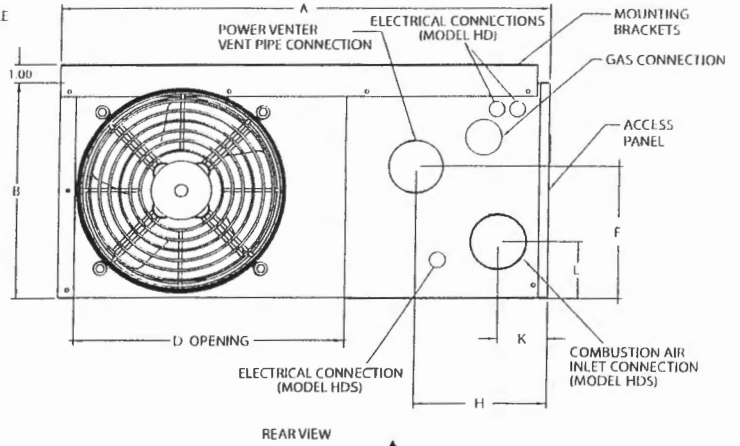 A
POWER VENTER
VENT PIPE CONNECTION
ELECTRICAL CONNECTIONS
(MODEL HD)
MOUNTING
BRACKETS
GAS CONNECTION
1.00
ACCESS
PANEL
B
F
L
D OPENING
K
ELECTRICAL CONNECTION
(MODEL HDS)
COMBUSTION AIR
INLET CONNECTION
(MODEL HDS)
H
REAR VIEW